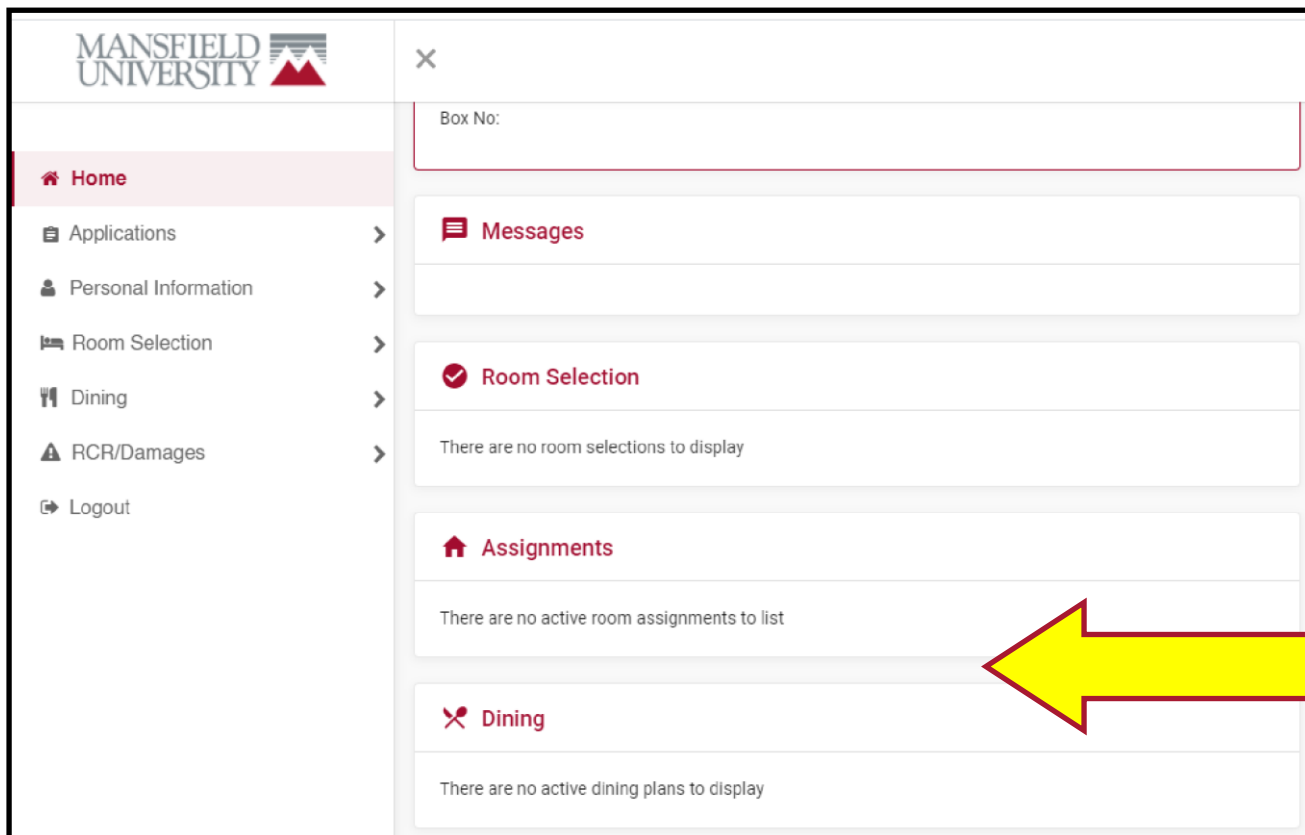 MANSFIELD
UNIVERSITY
Home
Applications
Personal Information
Room Selection
Dining
RCR/Damages
Logout
Box No:
Messages
Room Selection
There are no room selections to display
Assignments
There are no active room assignments to list
Dining
There are no active dining plans to display